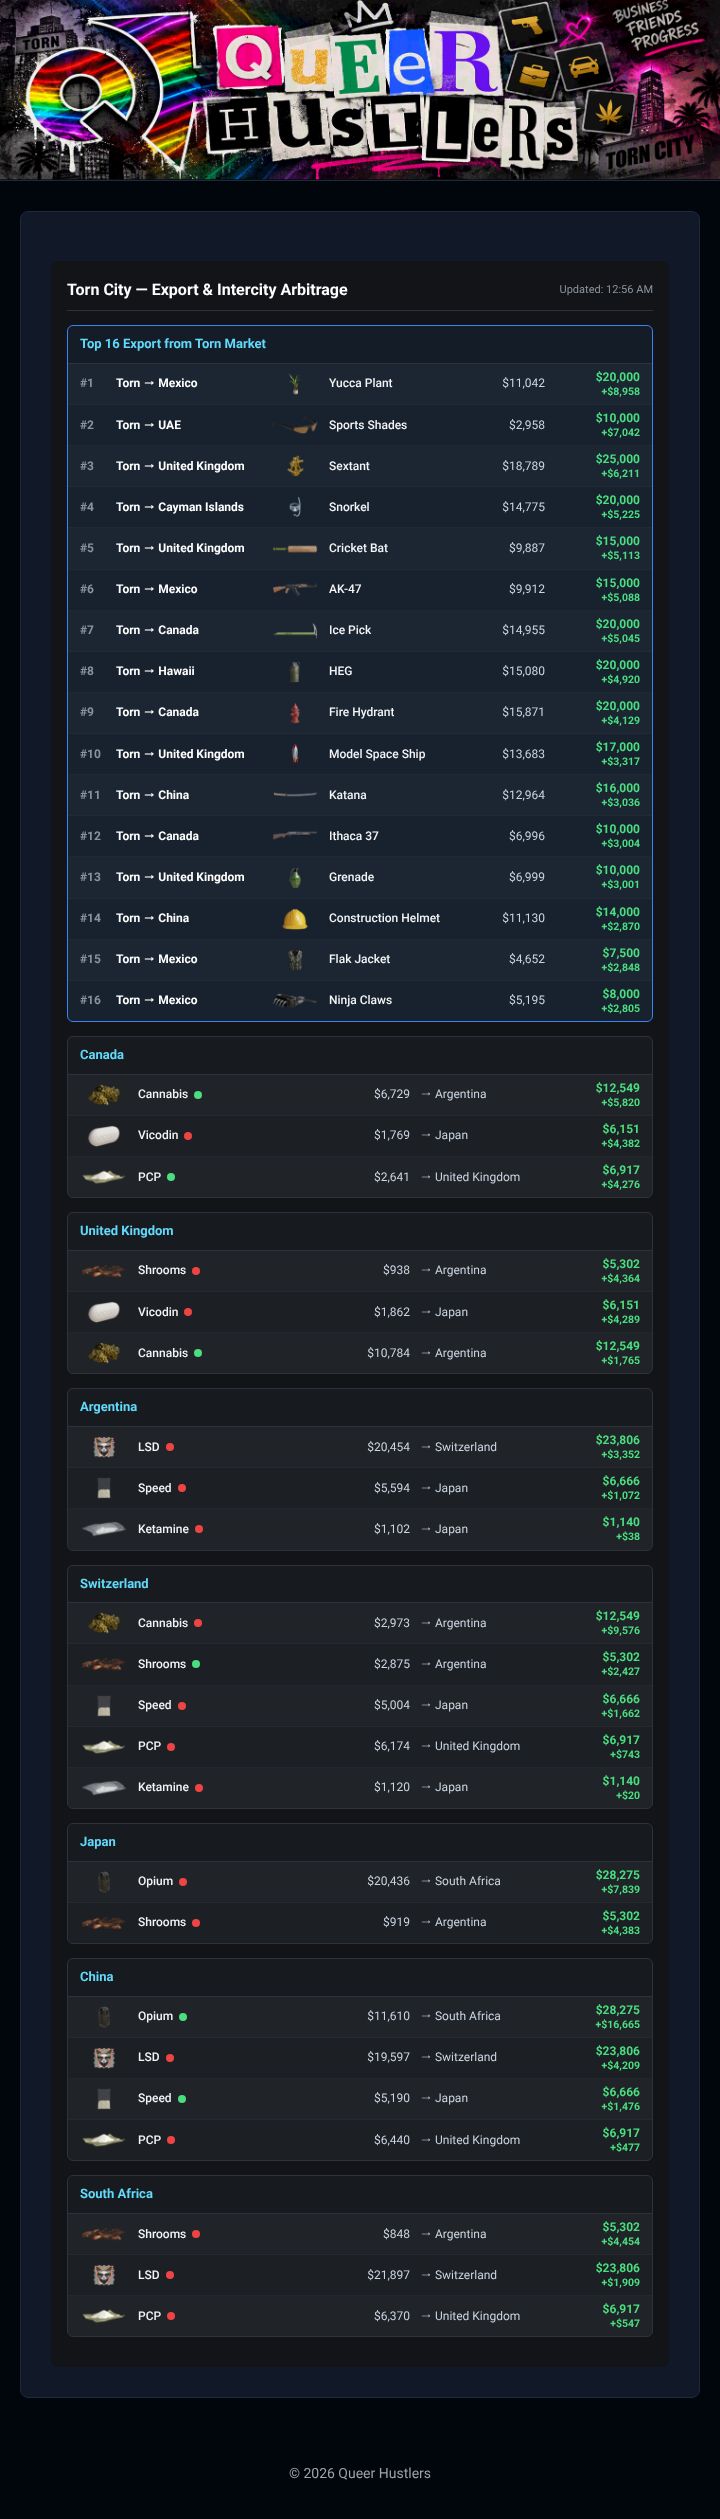 TORN
QUEER
HUSTLERS
BUSINESS
FRIENDS
PROGRESS
TORN CITY
Torn City — Export & Intercity Arbitrage
Updated: 12:56 AM
Top 16 Export from Torn Market
#1 Torn → Mexico Yucca Plant $11,042 $20,000
+$8,958
#2 Torn → UAE Sports Shades $2,958 $10,000
+$7,042
#3 Torn → United Kingdom Sextant $18,789 $25,000
+$6,211
#4 Torn → Cayman Islands Snorkel $14,775 $20,000
+$5,225
#5 Torn → United Kingdom Cricket Bat $9,887 $15,000
+$5,113
#6 Torn → Mexico AK-47 $9,912 $15,000
+$5,088
#7 Torn → Canada Ice Pick $14,955 $20,000
+$5,045
#8 Torn → Hawaii HEG $15,080 $20,000
+$4,920
#9 Torn → Canada Fire Hydrant $15,871 $20,000
+$4,129
#10 Torn → United Kingdom Model Space Ship $13,683 $17,000
+$3,317
#11 Torn → China Katana $12,964 $16,000
+$3,036
#12 Torn → Canada Ithaca 37 $6,996 $10,000
+$3,004
#13 Torn → United Kingdom Grenade $6,999 $10,000
+$3,001
#14 Torn → China Construction Helmet $11,130 $14,000
+$2,870
#15 Torn → Mexico Flak Jacket $4,652 $7,500
+$2,848
#16 Torn → Mexico Ninja Claws $5,195 $8,000
+$2,805
Canada
Cannabis $6,729 → Argentina $12,549
+$5,820
Vicodin $1,769 → Japan $6,151
+$4,382
PCP $2,641 → United Kingdom $6,917
+$4,276
United Kingdom
Shrooms $938 → Argentina $5,302
+$4,364
Vicodin $1,862 → Japan $6,151
+$4,289
Cannabis $10,784 → Argentina $12,549
+$1,765
Argentina
LSD $20,454 → Switzerland $23,806
+$3,352
Speed $5,594 → Japan $6,666
+$1,072
Ketamine $1,102 → Japan $1,140
+$38
Switzerland
Cannabis $2,973 → Argentina $12,549
+$9,576
Shrooms $2,875 → Argentina $5,302
+$2,427
Speed $5,004 → Japan $6,666
+$1,662
PCP $6,174 → United Kingdom $6,917
+$743
Ketamine $1,120 → Japan $1,140
+$20
Japan
Opium $20,436 → South Africa $28,275
+$7,839
Shrooms $919 → Argentina $5,302
+$4,383
China
Opium $11,610 → South Africa $28,275
+$16,665
LSD $19,597 → Switzerland $23,806
+$4,209
Speed $5,190 → Japan $6,666
+$1,476
PCP $6,440 → United Kingdom $6,917
+$477
South Africa
Shrooms $848 → Argentina $5,302
+$4,454
LSD $21,897 → Switzerland $23,806
+$1,909
PCP $6,370 → United Kingdom $6,917
+$547
© 2026 Queer Hustlers